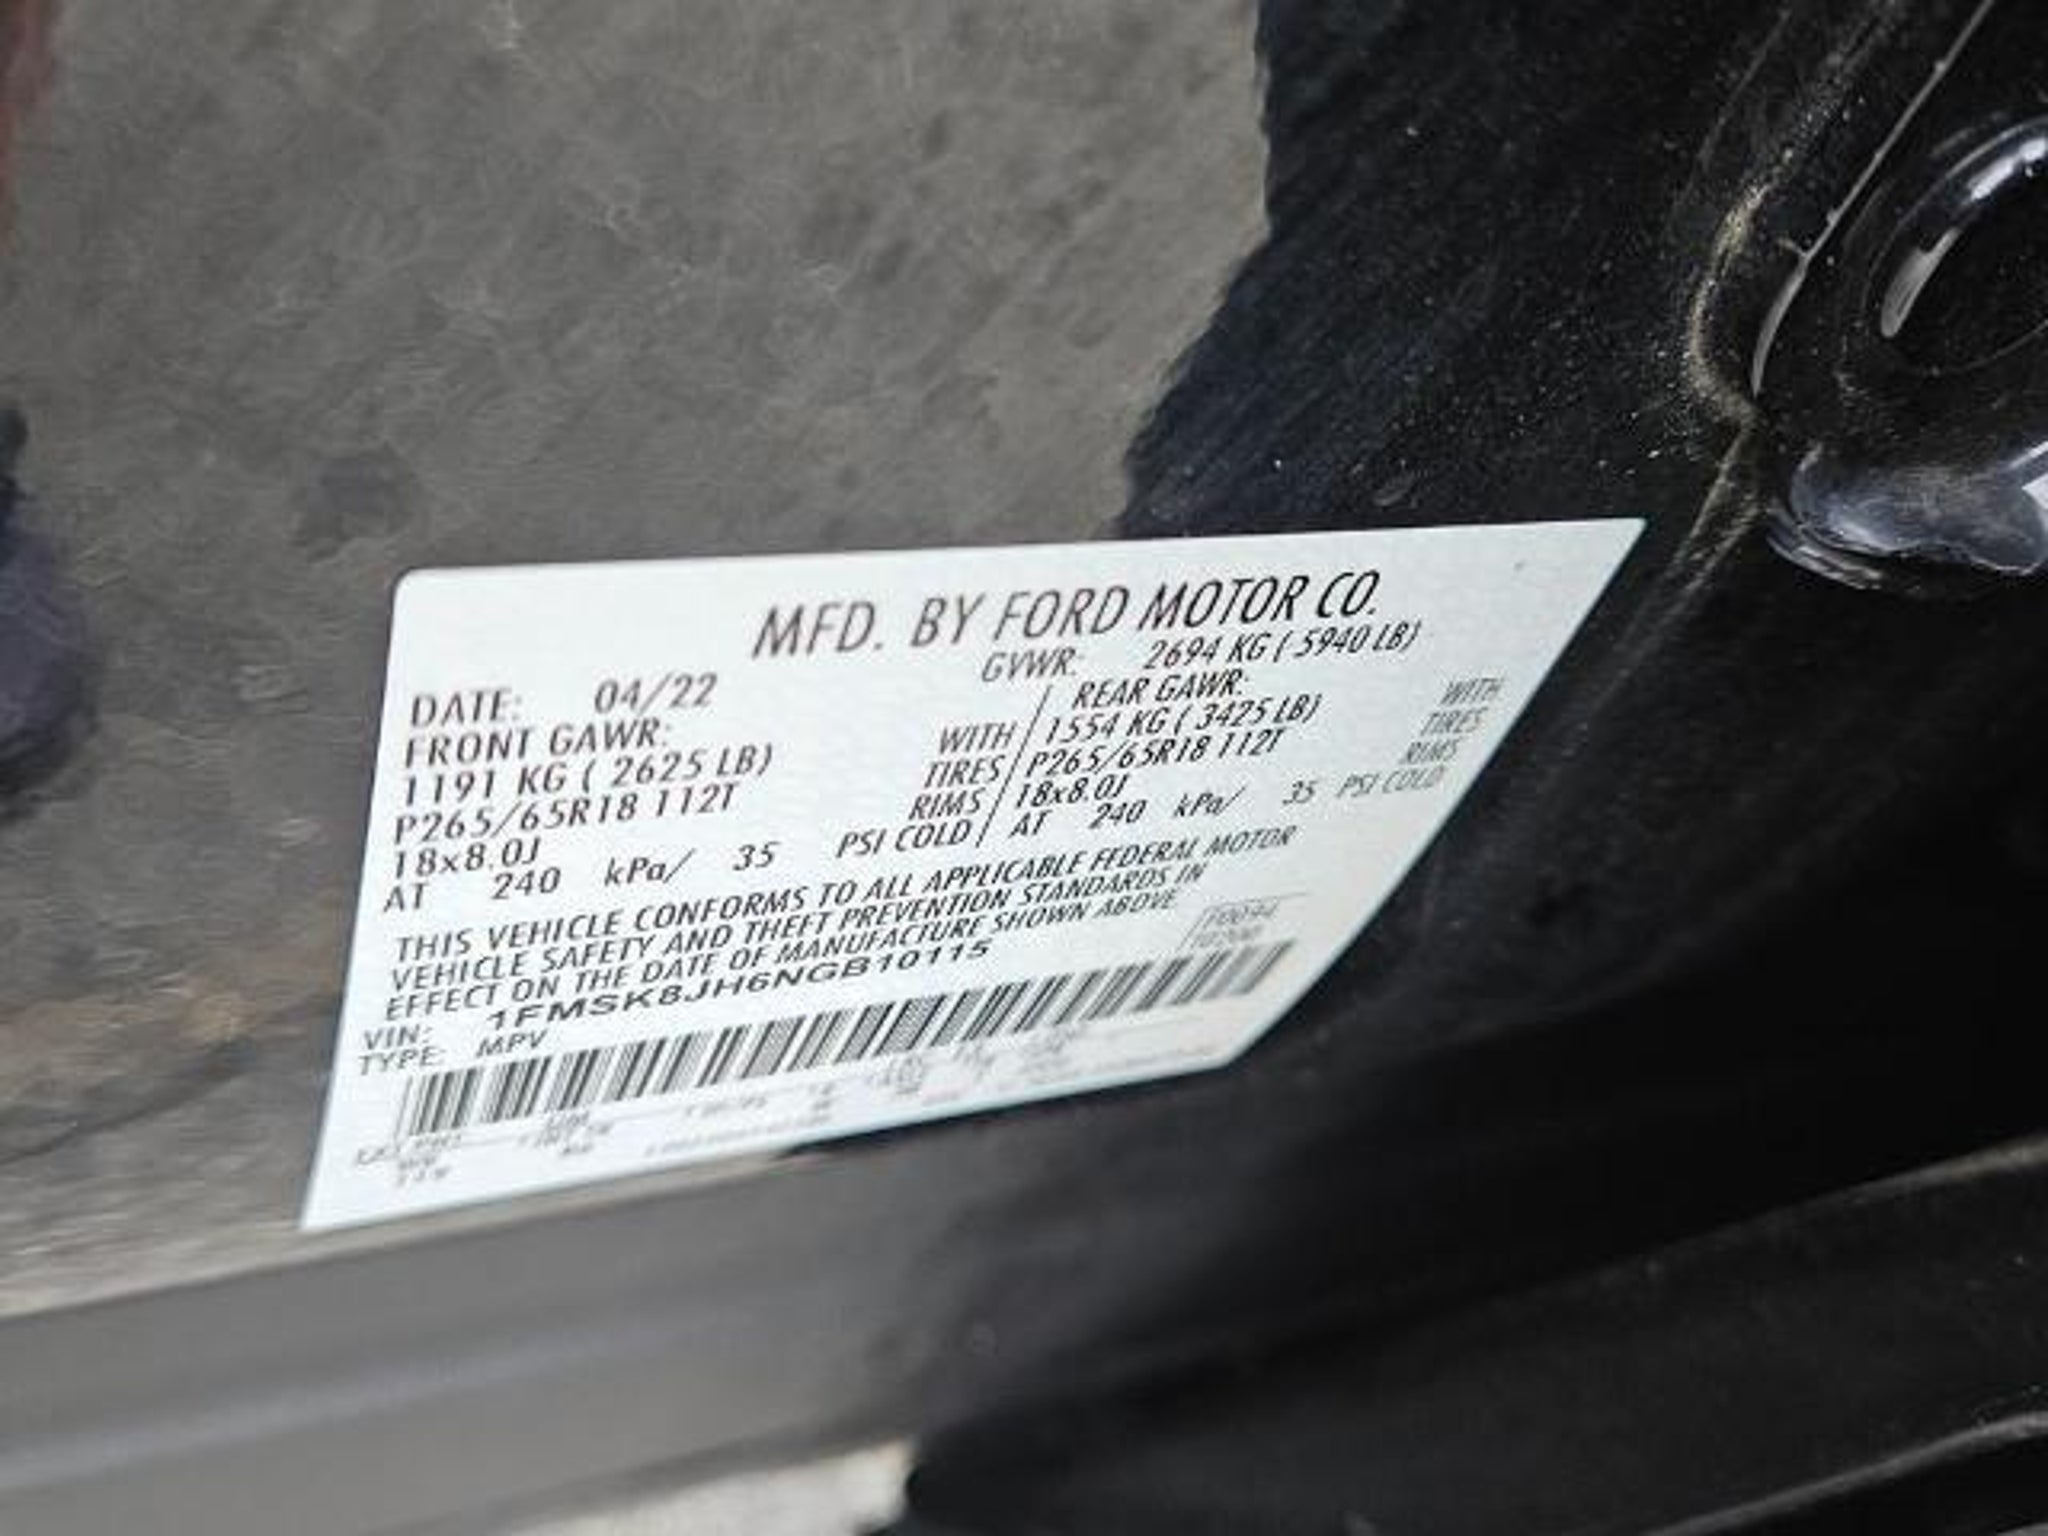 MFD. BY FORD MOTOR CO.
DATE: 04/22 GVWR: 2694 KG ( 5940 LB)
FRONT GAWR: REAR GAWR:
1191 KG ( 2625 LB) WITH / 1554 KG ( 3425 LB) WITH
P265/65R18 112T TIRES / P265/65R18 112T TIRES
18x8.0J RIMS / 18x8.0J RIMS
AT 240 kPa/ 35 PSI COLD / AT 240 kPa/ 35 PSI COLD
THIS VEHICLE CONFORMS TO ALL APPLICABLE FEDERAL MOTOR
VEHICLE SAFETY AND THEFT PREVENTION STANDARDS IN
EFFECT ON THE DATE OF MANUFACTURE SHOWN ABOVE
VIN: 1FMSK8JH6NGB10115
TYPE: MPV